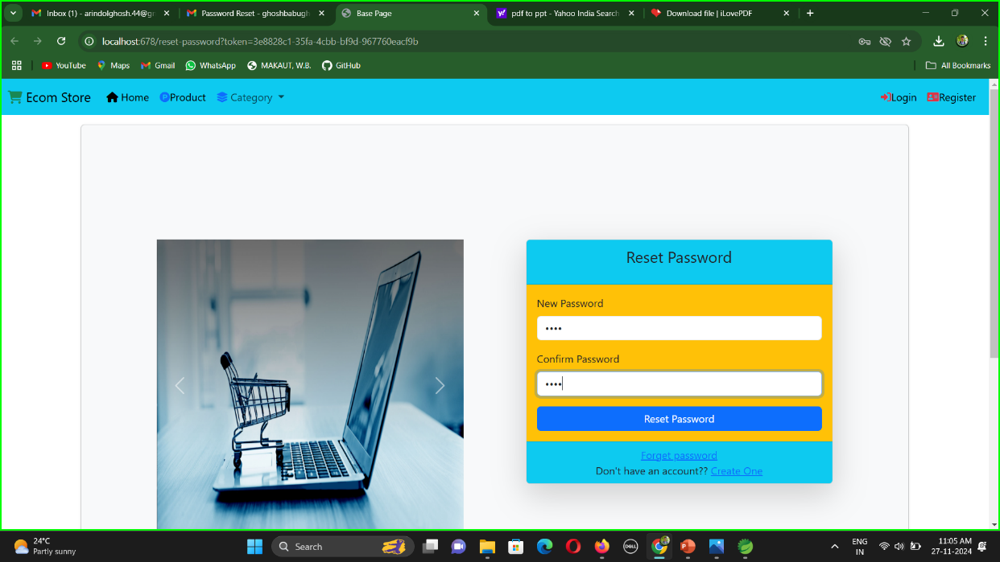 Inbox (1) - arindolghosh.44@gr
Password Reset - ghoshbabugh
Base Page
pdf to ppt - Yahoo India Search
Download file | iLovePDF
localhost:678/reset-password?token=3e8828c1-35fa-4cbb-bf9d-967760eacf9b
YouTube
Maps
Gmail
WhatsApp
MAKAUT, W.B.
GitHub
All Bookmarks
Ecom Store
Home
Product
Category
Login
Register
Reset Password
New Password
••••
Confirm Password
••••
Reset Password
Forget password
Don't have an account?? Create One
24°C
Partly sunny
Search
DELL
ENG
IN
11:05 AM
27-11-2024